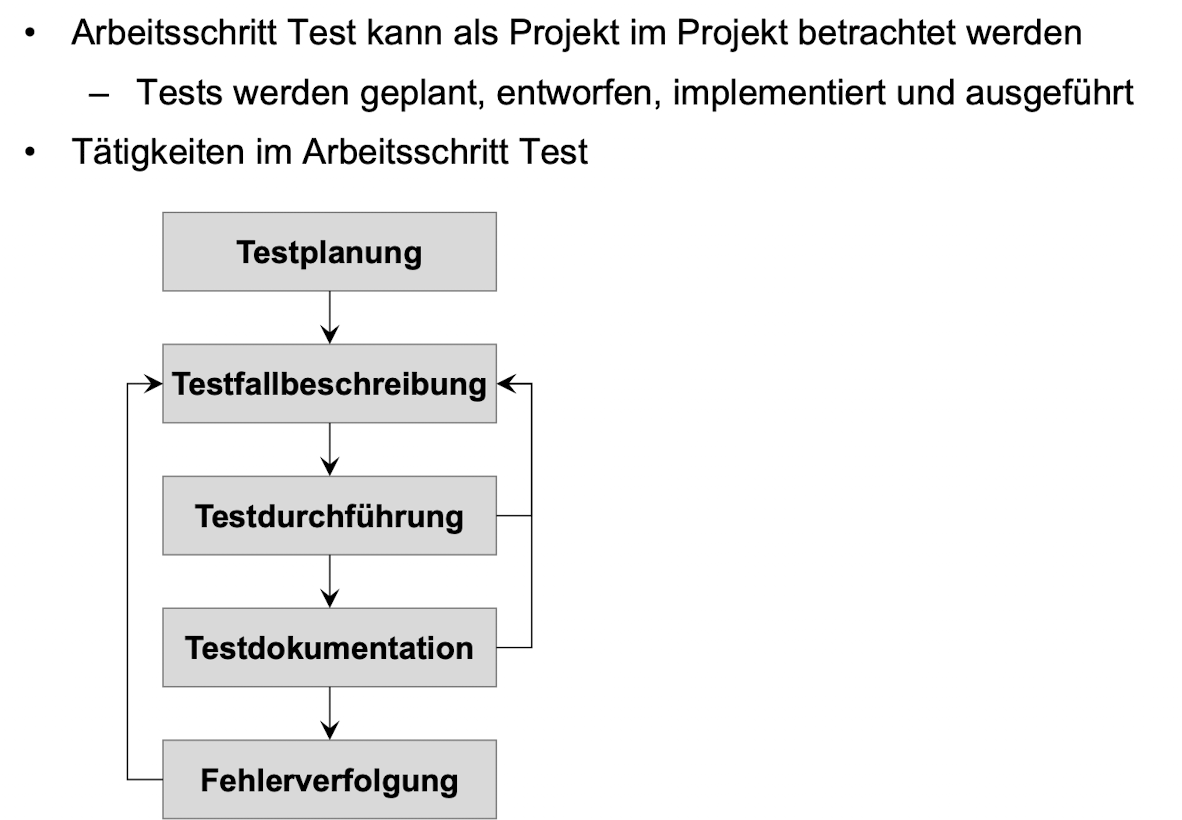 • Arbeitsschritt Test kann als Projekt im Projekt betrachtet werden
– Tests werden geplant, entworfen, implementiert und ausgeführt
• Tätigkeiten im Arbeitsschritt Test
Testplanung
Testfallbeschreibung
Testdurchführung
Testdokumentation
Fehlerverfolgung